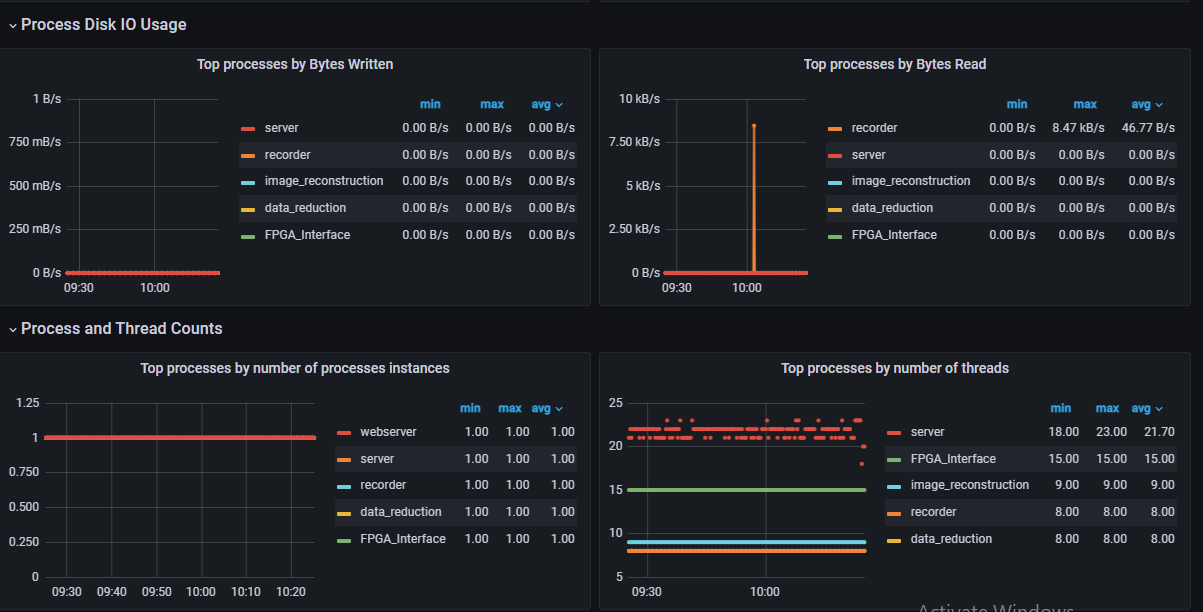 Process Disk IO Usage
Top processes by Bytes Written
min max avg
1 B/s
750 mB/s
500 mB/s
250 mB/s
0 B/s
09:30 10:00
server 0.00 B/s 0.00 B/s 0.00 B/s
recorder 0.00 B/s 0.00 B/s 0.00 B/s
image_reconstruction 0.00 B/s 0.00 B/s 0.00 B/s
data_reduction 0.00 B/s 0.00 B/s 0.00 B/s
FPGA_Interface 0.00 B/s 0.00 B/s 0.00 B/s
Top processes by Bytes Read
10 kB/s
7.50 kB/s
5 kB/s
2.50 kB/s
0 B/s
09:30 10:00
min max avg
recorder 0.00 B/s 8.47 kB/s 46.77 B/s
server 0.00 B/s 0.00 B/s 0.00 B/s
image_reconstruction 0.00 B/s 0.00 B/s 0.00 B/s
data_reduction 0.00 B/s 0.00 B/s 0.00 B/s
FPGA_Interface 0.00 B/s 0.00 B/s 0.00 B/s
Process and Thread Counts
Top processes by number of processes instances
1.25
1
0.750
0.500
0.250
0
09:30 09:40 09:50 10:00 10:10 10:20
min max avg
webserver 1.00 1.00 1.00
server 1.00 1.00 1.00
recorder 1.00 1.00 1.00
data_reduction 1.00 1.00 1.00
FPGA_Interface 1.00 1.00 1.00
Top processes by number of threads
25
20
15
10
5
09:30 10:00
min max avg
server 18.00 23.00 21.70
FPGA_Interface 15.00 15.00 15.00
image_reconstruction 9.00 9.00 9.00
recorder 8.00 8.00 8.00
data_reduction 8.00 8.00 8.00
Activate Windows